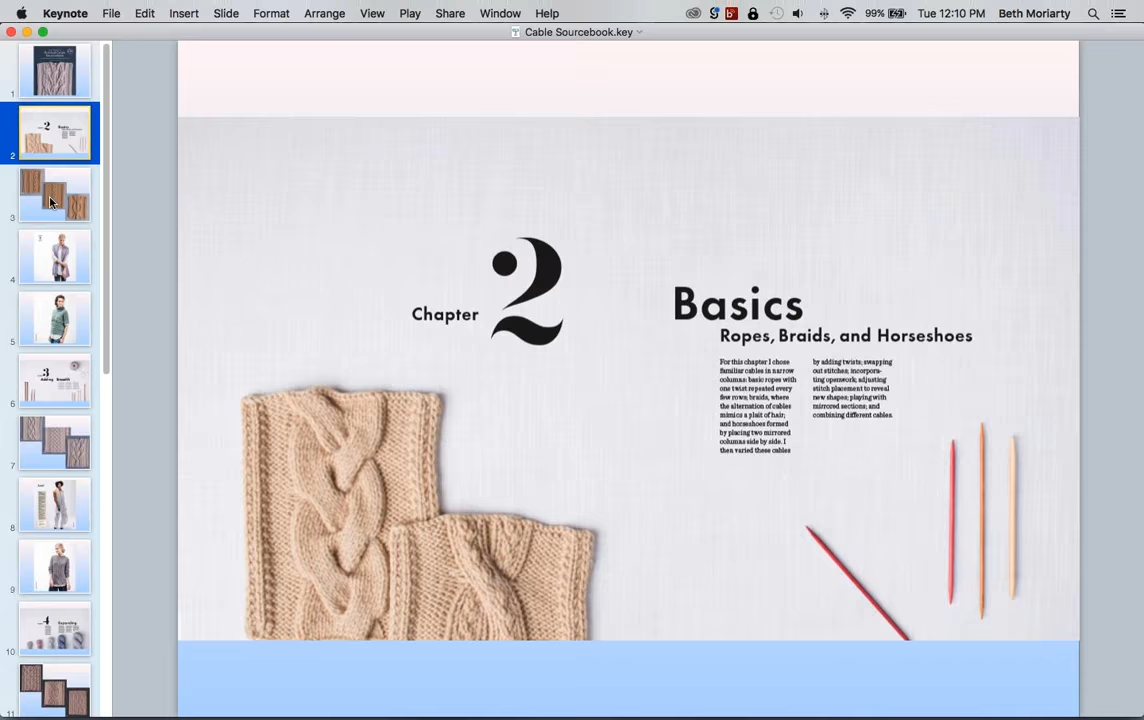 Keynote File Edit Insert Slide Format Arrange View Play Share Window Help 99% Tue 12:10 PM Beth Moriarty
Cable Sourcebook.key
1
2
3
4
5
6
7
8
9
10
11
Chapter 2
Basics
Ropes, Braids, and Horseshoes
For this chapter I chose
familiar cables in narrow
columns: basic ropes with
one twist repeated every
few rows; braids, where
the alternation of cables
mimics a plait of hair;
and horseshoes formed
by placing two mirrored
columns side by side. I
then varied these cables
by adding twists; swapping
out stitches; incorpora-
ting openwork; adjusting
stitch placement to reveal
new shapes; playing with
mirrored sections; and
combining different cables.